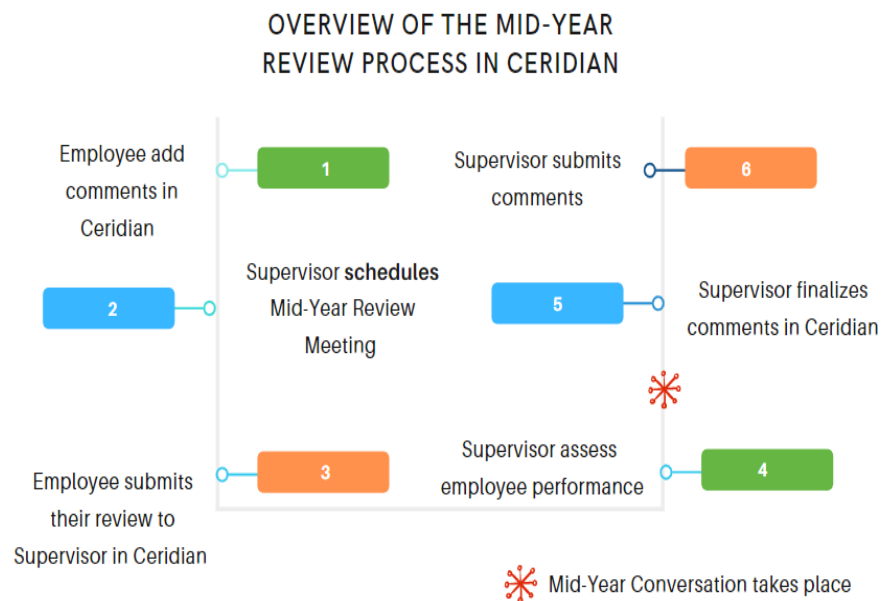 OVERVIEW OF THE MID-YEAR
REVIEW PROCESS IN CERIDIAN
Employee add
comments in
Ceridian
1
2
Supervisor schedules
Mid-Year Review
Meeting
Employee submits
their review to
Supervisor in Ceridian
3
Supervisor assess
employee performance
4
5
Supervisor finalizes
comments in Ceridian
Supervisor submits
comments
6
Mid-Year Conversation takes place